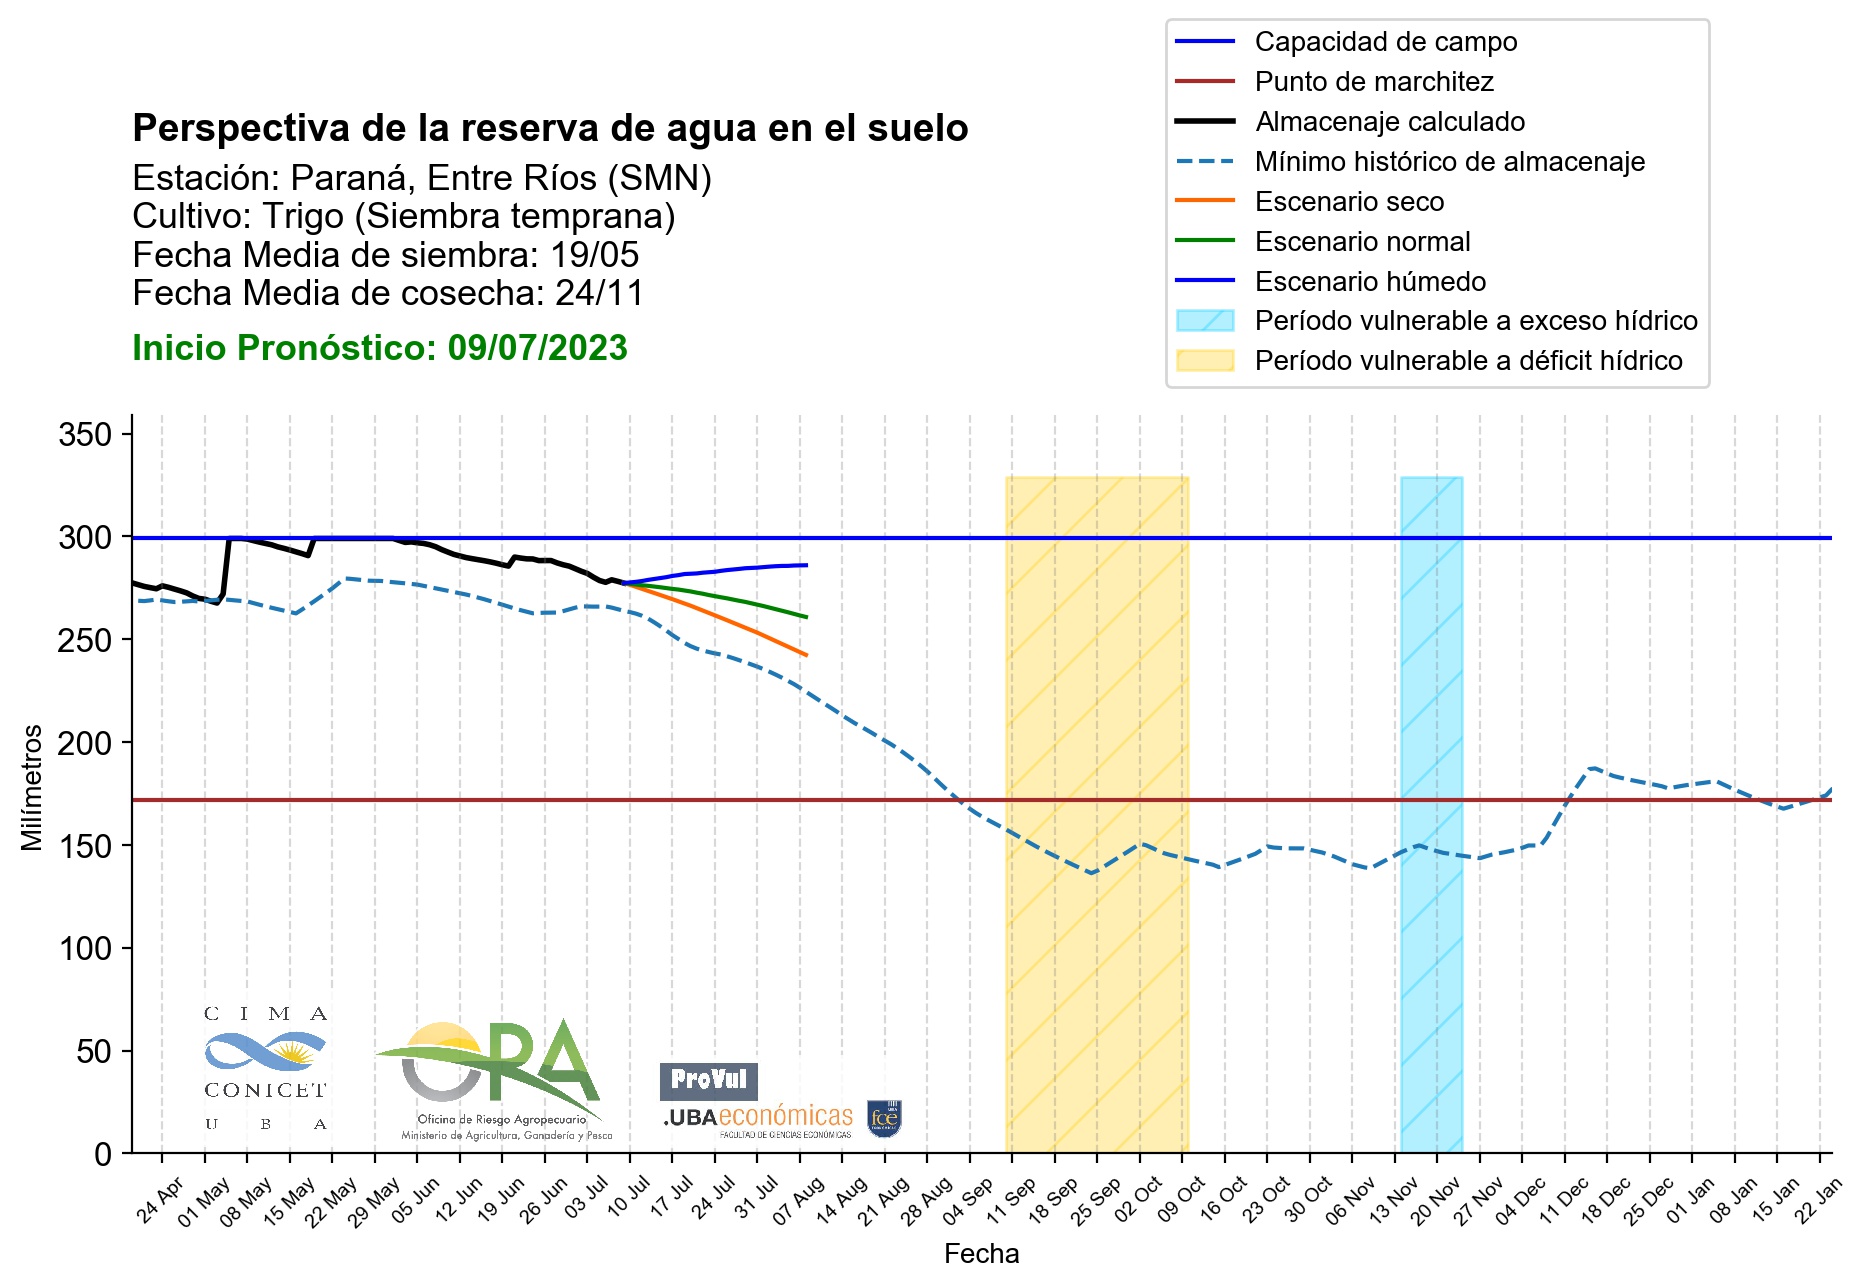 Capacidad de campo
Punto de marchitez
Almacenaje calculado
Mínimo histórico de almacenaje
Escenario seco
Escenario normal
Escenario húmedo
Período vulnerable a exceso hídrico
Período vulnerable a déficit hídrico
Perspectiva de la reserva de agua en el suelo
Estación: Paraná, Entre Ríos (SMN)
Cultivo: Trigo (Siembra temprana)
Fecha Media de siembra: 19/05
Fecha Media de cosecha: 24/11
Inicio Pronóstico: 09/07/2023
350
300
250
200
150
100
50
0
Milímetros
CIMA
CONICET
UBA
ORA
Oficina de Riesgo Agropecuario
Ministerio de Agricultura, Ganadería y Pesca
ProVul
.UBAeconómicas
FACULTAD DE CIENCIAS ECONÓMICAS
fce
24 Apr
01 May
08 May
15 May
22 May
29 May
05 Jun
12 Jun
19 Jun
26 Jun
03 Jul
10 Jul
17 Jul
24 Jul
31 Jul
07 Aug
14 Aug
21 Aug
28 Aug
04 Sep
11 Sep
18 Sep
25 Sep
02 Oct
09 Oct
16 Oct
23 Oct
30 Oct
06 Nov
13 Nov
20 Nov
27 Nov
04 Dec
11 Dec
18 Dec
25 Dec
01 Jan
08 Jan
15 Jan
22 Jan
Fecha